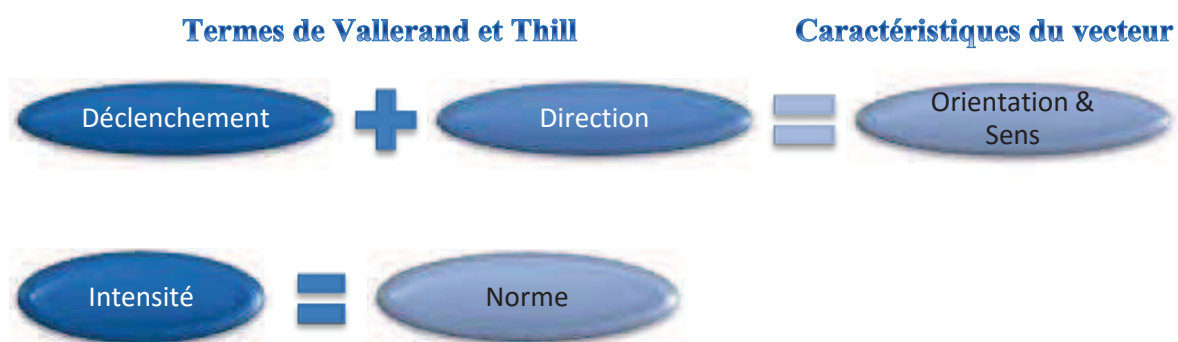 Termes de Vallerand et Thill
Caractéristiques du vecteur
Déclenchement
Direction
Orientation &
Sens
Intensité
Norme